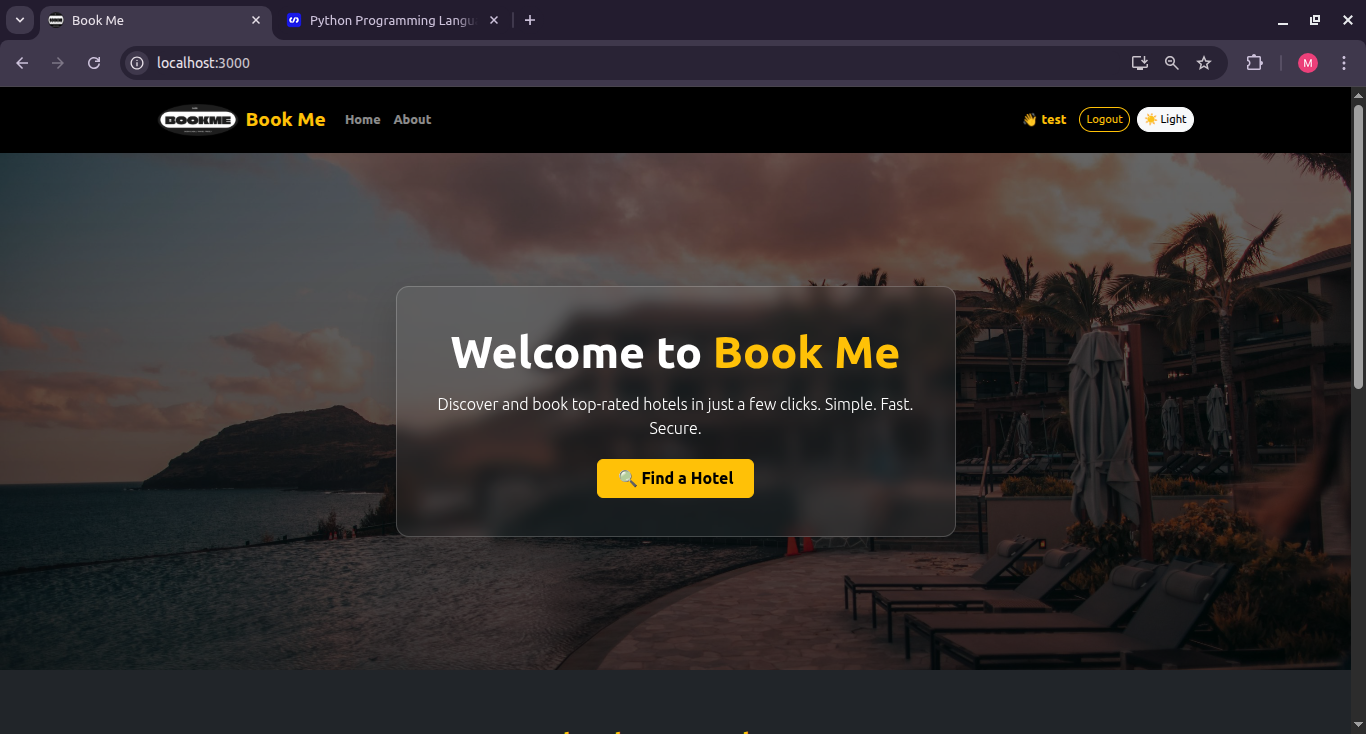 Book Me
Python Programming Langu
localhost:3000
M
BOOKME
Book Me
Home
About
👋 test
Logout
☀️ Light
Welcome to Book Me
Discover and book top-rated hotels in just a few clicks. Simple. Fast.
Secure.
🔍 Find a Hotel